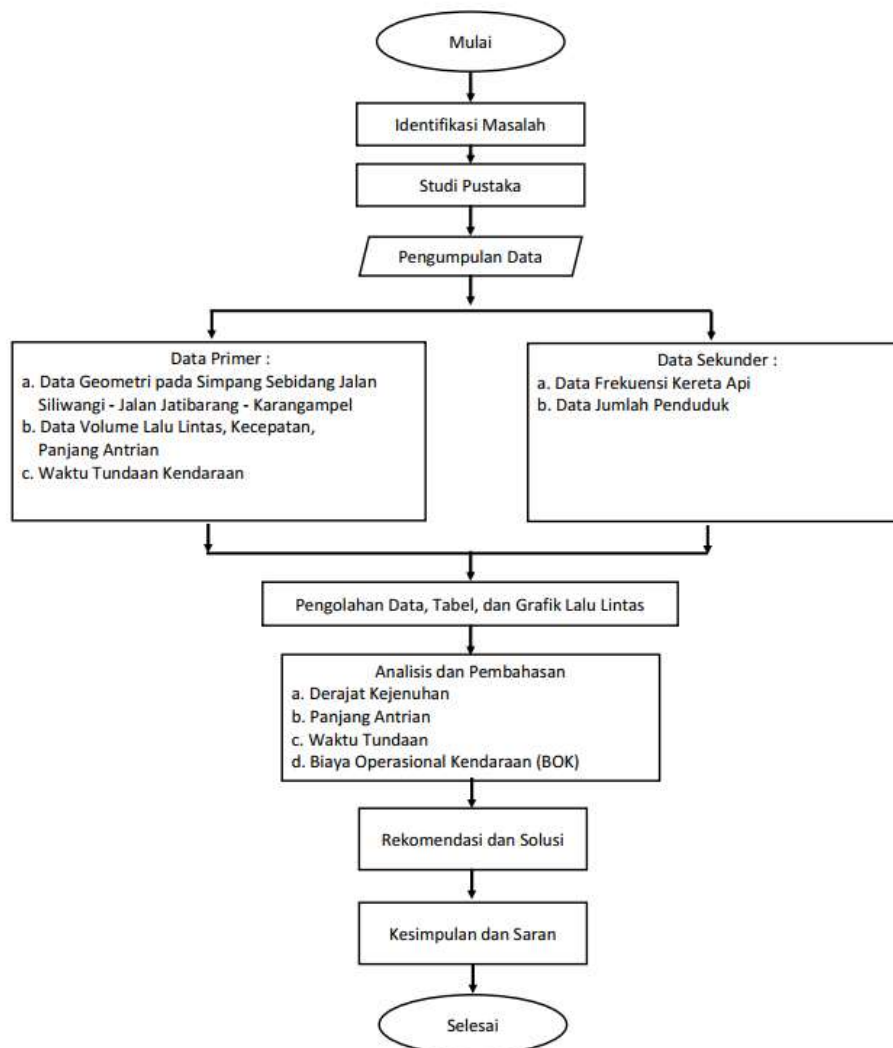 Mulai
Identifikasi Masalah
Studi Pustaka
Pengumpulan Data
Data Primer :
a. Data Geometri pada Simpang Sebidang Jalan
Siliwangi - Jalan Jatibarang - Karangampel
b. Data Volume Lalu Lintas, Kecepatan,
Panjang Antrian
c. Waktu Tundaan Kendaraan
Data Sekunder :
a. Data Frekuensi Kereta Api
b. Data Jumlah Penduduk
Pengolahan Data, Tabel, dan Grafik Lalu Lintas
Analisis dan Pembahasan
a. Derajat Kejenuhan
b. Panjang Antrian
c. Waktu Tundaan
d. Biaya Operasional Kendaraan (BOK)
Rekomendasi dan Solusi
Kesimpulan dan Saran
Selesai